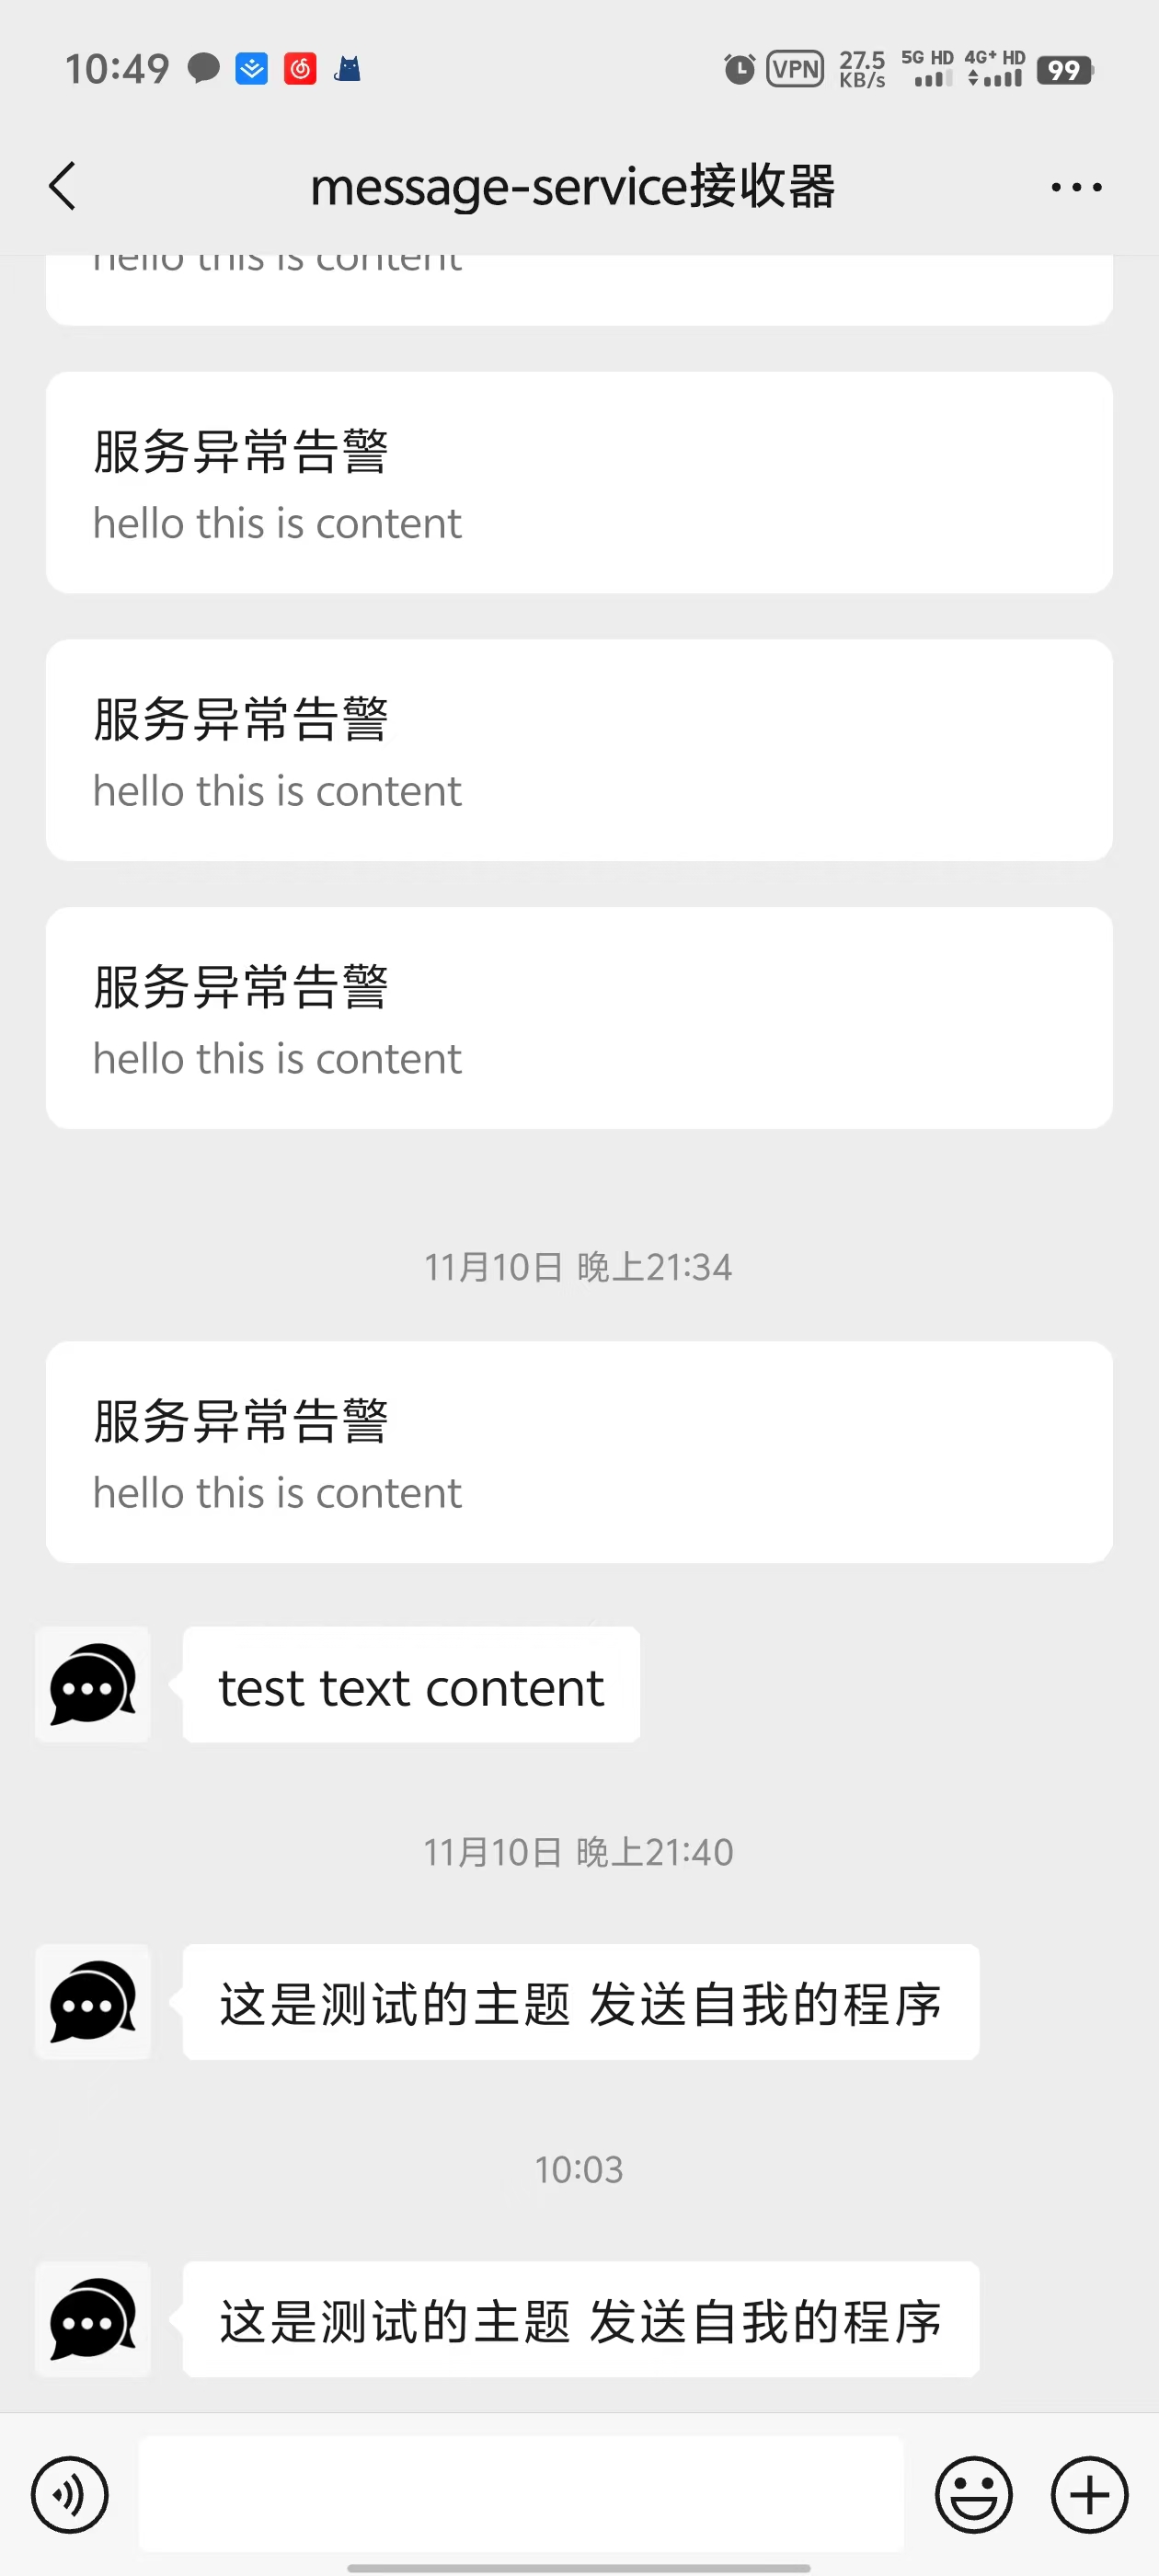 10:49
VPN 27.5 KB/s 5G HD 4G+ HD 99
message-service接收器
hello this is content
服务异常告警
hello this is content
服务异常告警
hello this is content
服务异常告警
hello this is content
11月10日 晚上21:34
服务异常告警
hello this is content
test text content
11月10日 晚上21:40
这是测试的主题 发送自我的程序
10:03
这是测试的主题 发送自我的程序